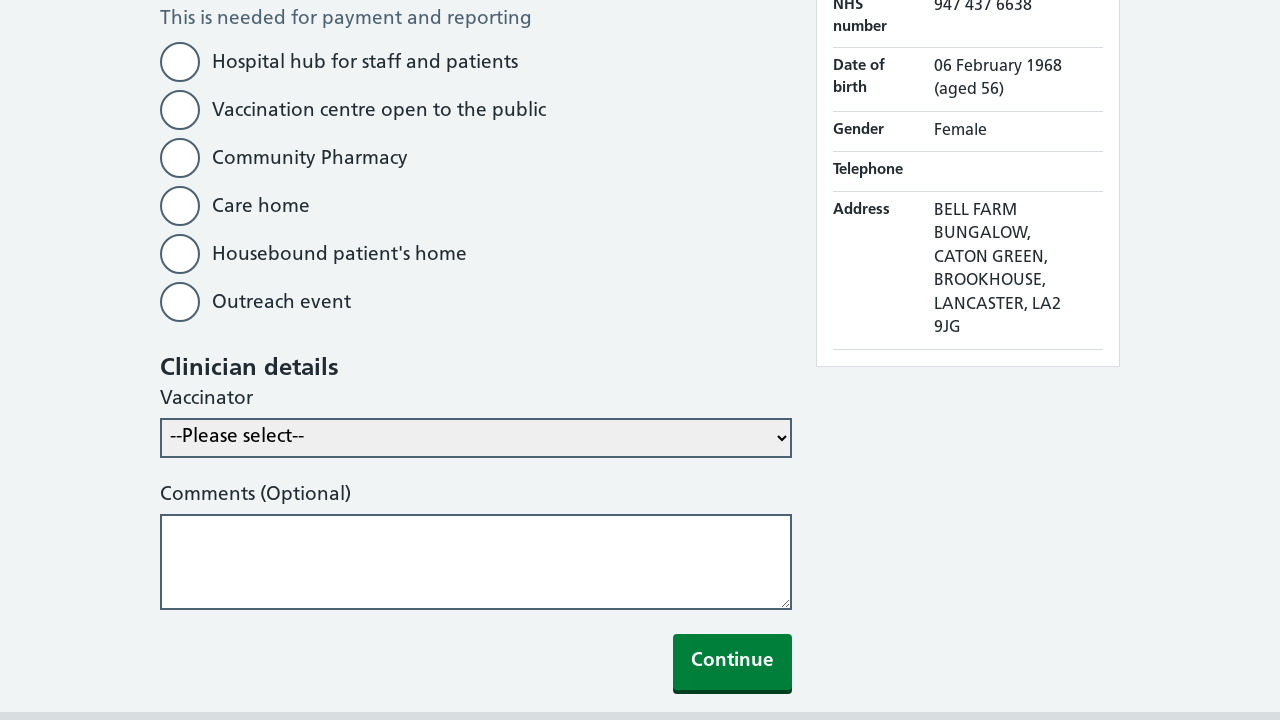 This is needed for payment and reporting
Hospital hub for staff and patients
Vaccination centre open to the public
Community Pharmacy
Care home
Housebound patient's home
Outreach event
Clinician details
Vaccinator
--Please select--
Comments (Optional)
Continue
NHS 947 437 6638
number
Date of 06 February 1968
birth (aged 56)
Gender Female
Telephone
Address BELL FARM
BUNGALOW,
CATON GREEN,
BROOKHOUSE,
LANCASTER, LA2
9JG